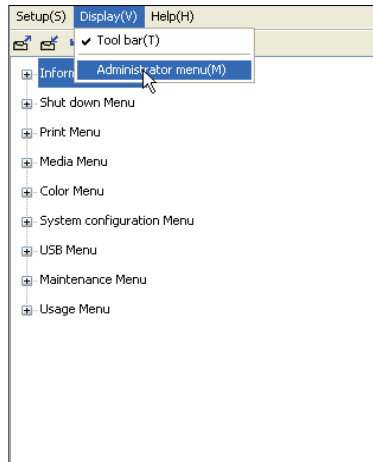 Setup(S) Display(V) Help(H)
Tool bar(T)
Administrator menu(M)
Inform
Shut down Menu
Print Menu
Media Menu
Color Menu
System configuration Menu
USB Menu
Maintenance Menu
Usage Menu